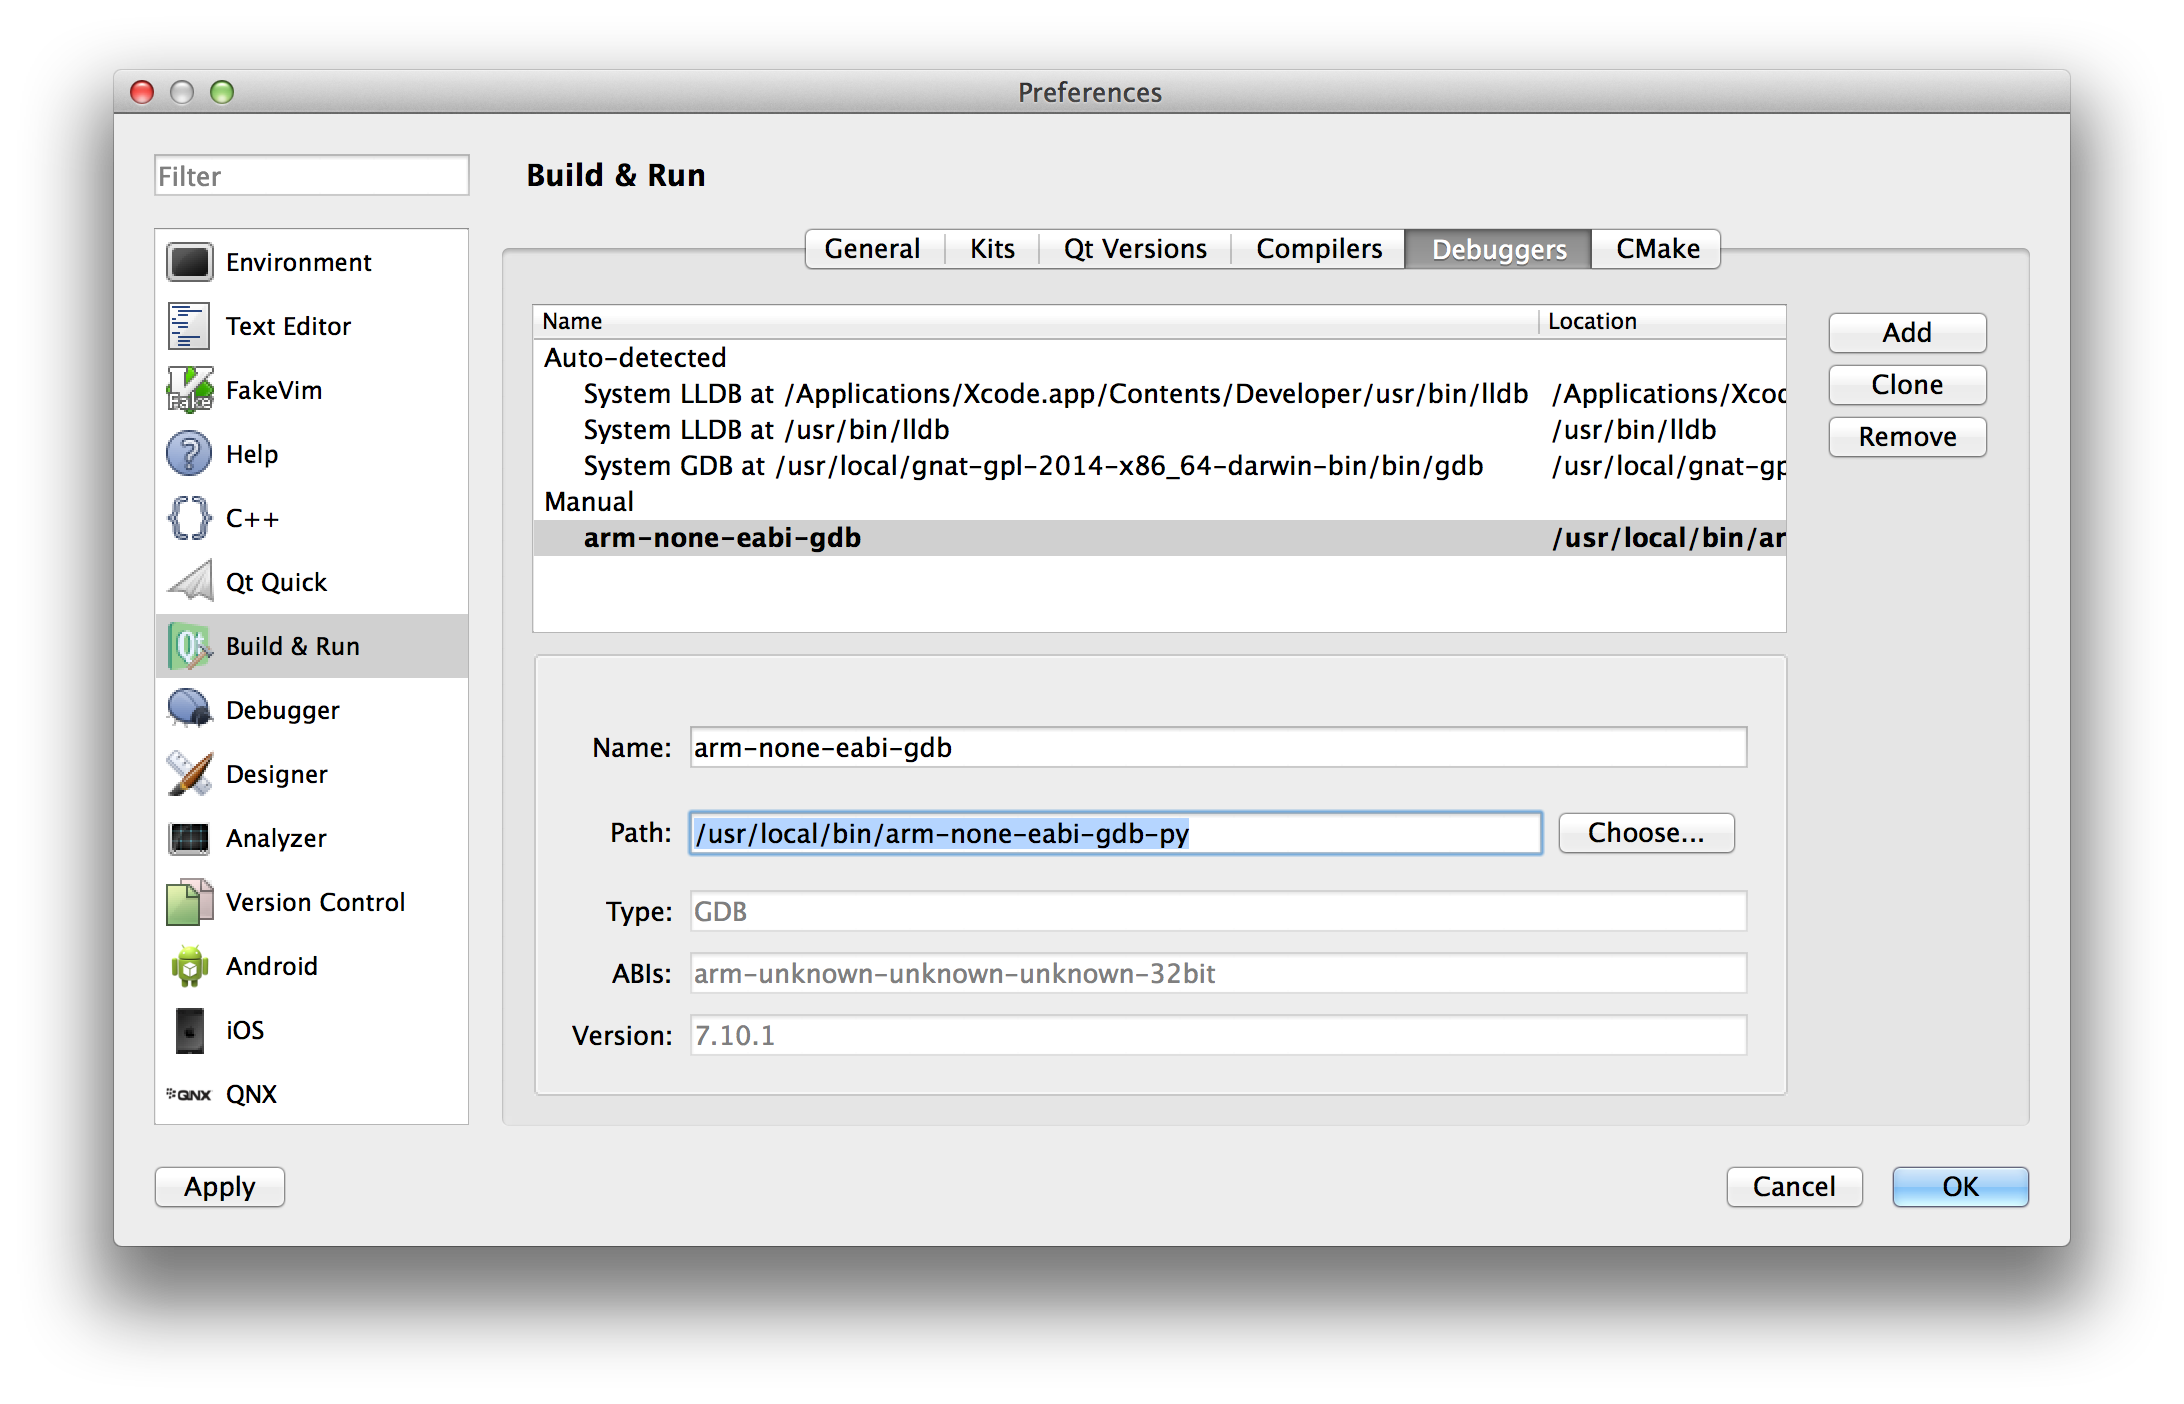 Preferences
Filter
Build & Run
Environment
Text Editor
FakeVim
Fake
Help
C++
Qt Quick
Build & Run
Debugger
Designer
Analyzer
Version Control
Android
iOS
QNX
QNX
General Kits Qt Versions Compilers Debuggers CMake
Name Location
Auto-detected
System LLDB at /Applications/Xcode.app/Contents/Developer/usr/bin/lldb /Applications/Xcod
System LLDB at /usr/bin/lldb /usr/bin/lldb
System GDB at /usr/local/gnat-gpl-2014-x86_64-darwin-bin/bin/gdb /usr/local/gnat-gp
Manual
arm-none-eabi-gdb /usr/local/bin/ar
Add
Clone
Remove
Name: arm-none-eabi-gdb
Path: /usr/local/bin/arm-none-eabi-gdb-py Choose...
Type: GDB
ABIs: arm-unknown-unknown-unknown-32bit
Version: 7.10.1
Apply Cancel OK